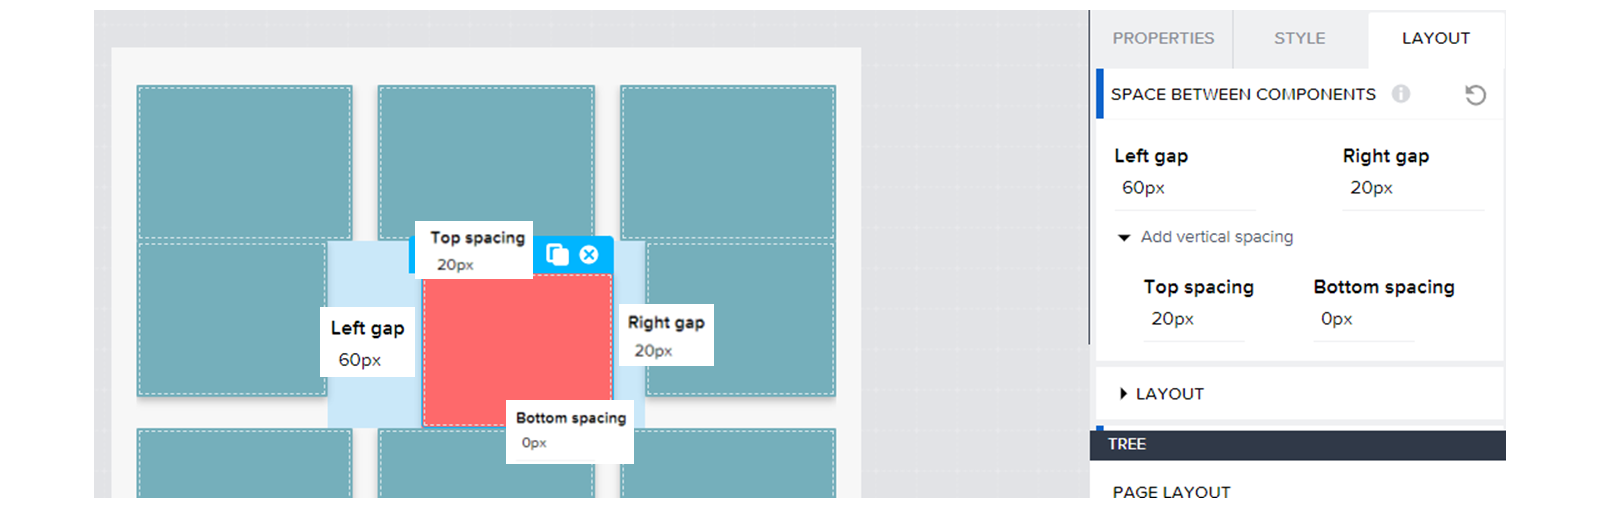 PROPERTIES STYLE LAYOUT
SPACE BETWEEN COMPONENTS
Left gap Right gap
60px 20px
Add vertical spacing
Top spacing Bottom spacing
20px 0px
LAYOUT
TREE
PAGE LAYOUT
Top spacing
20px
Left gap
60px
Right gap
20px
Bottom spacing
0px